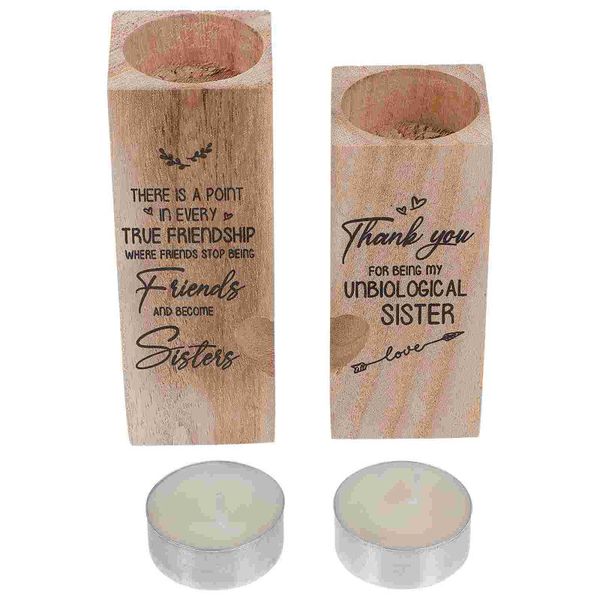 THERE IS A POINT
IN EVERY
TRUE FRIENDSHIP
WHERE FRIENDS STOP BEING
Friends
AND BECOME
Sisters
Thank you
FOR BEING MY
UNBIOLOGICAL
SISTER
love